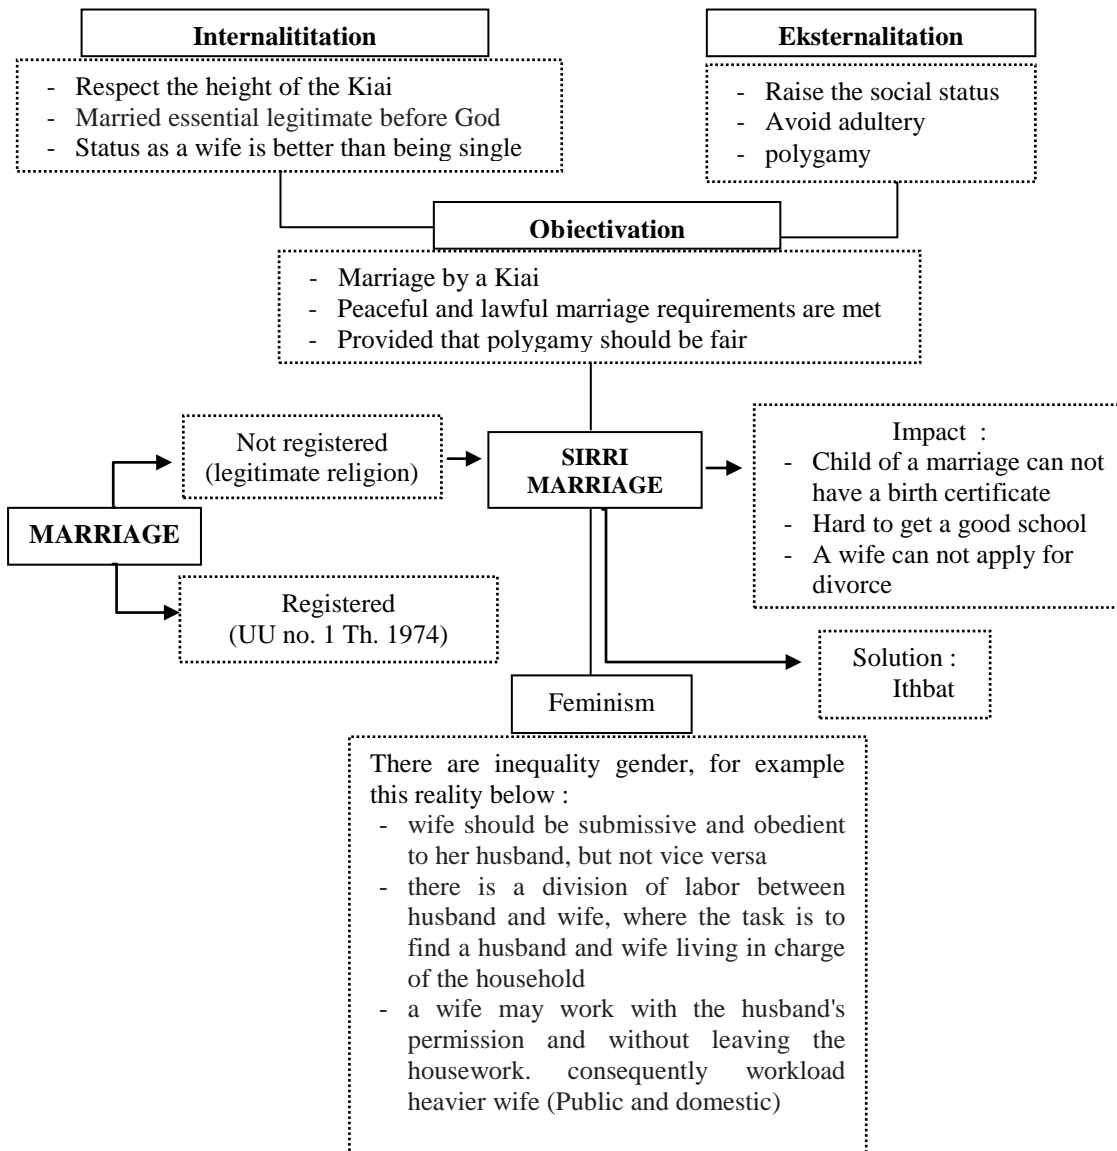 Internalititation
- Respect the height of the Kiai
- Married essential legitimate before God
- Status as a wife is better than being single
Eksternalitation
- Raise the social status
- Avoid adultery
- polygamy
Obiectivation
- Marriage by a Kiai
- Peaceful and lawful marriage requirements are met
- Provided that polygamy should be fair
MARRIAGE
Not registered
(legitimate religion)
Registered
(UU no. 1 Th. 1974)
SIRRI
MARRIAGE
Impact :
- Child of a marriage can not
have a birth certificate
- Hard to get a good school
- A wife can not apply for
divorce
Solution :
Ithbat
Feminism
There are inequality gender, for example
this reality below :
- wife should be submissive and obedient
to her husband, but not vice versa
- there is a division of labor between
husband and wife, where the task is to
find a husband and wife living in charge
of the household
- a wife may work with the husband's
permission and without leaving the
housework. consequently workload
heavier wife (Public and domestic)